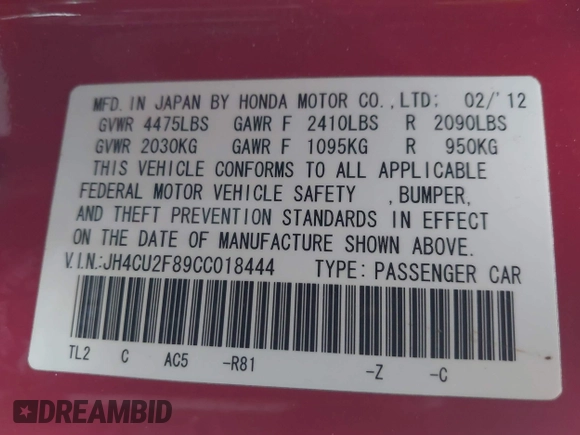 MFD. IN JAPAN BY HONDA MOTOR CO., LTD; 02/'12
GVWR 4475LBS GAWR F 2410LBS R 2090LBS
GVWR 2030KG GAWR F 1095KG R 950KG
THIS VEHICLE CONFORMS TO ALL APPLICABLE
FEDERAL MOTOR VEHICLE SAFETY , BUMPER,
AND THEFT PREVENTION STANDARDS IN EFFECT
ON THE DATE OF MANUFACTURE SHOWN ABOVE.
V.I.N.:JH4CU2F89CC018444 TYPE: PASSENGER CAR
TL2 C AC5 -R81 -Z -C
DREAMBID